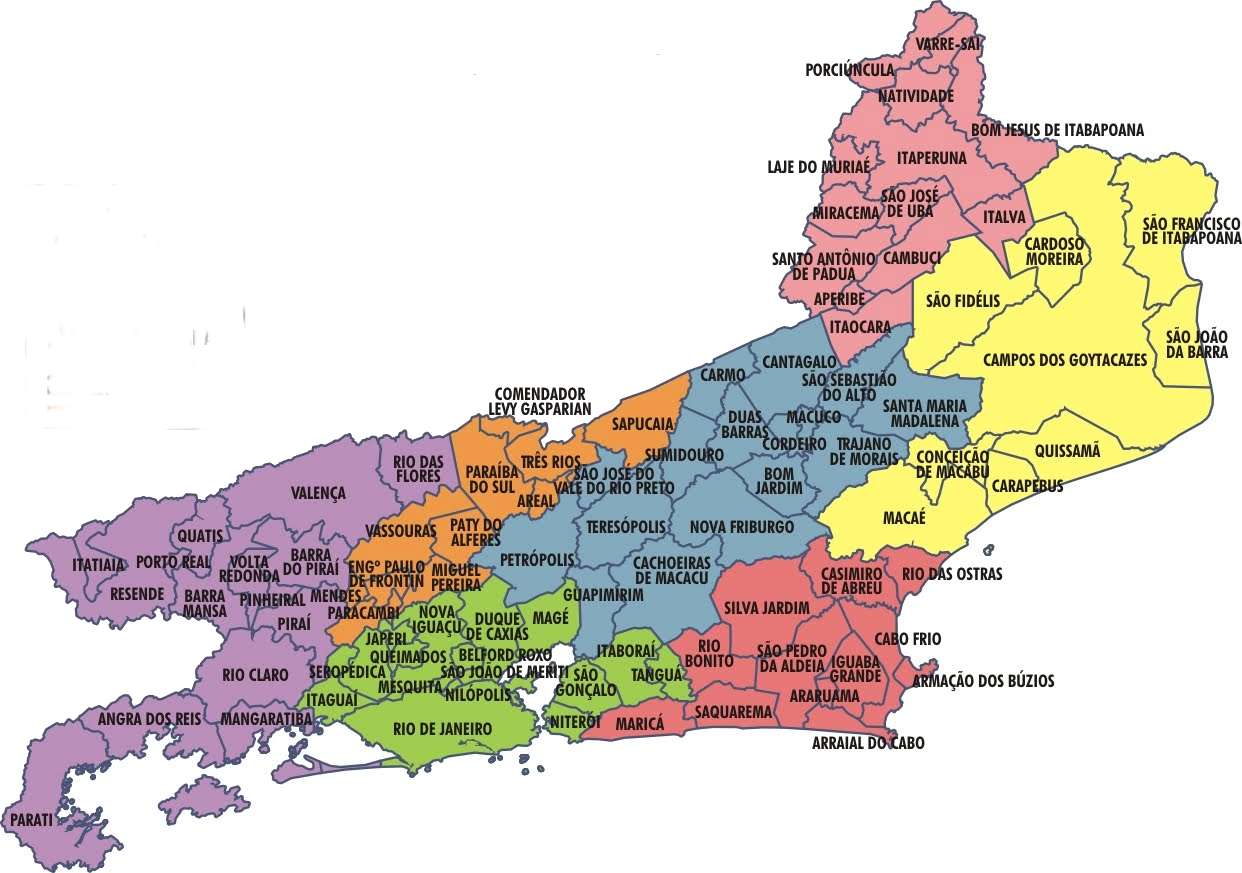 VARRE-SAI
PORCIÚNCULA
NATIVIDADE
BOM JESUS DE ITABAPOANA
ITAPERUNA
LAJE DO MURIAÉ
SÃO JOSÉ
DE UBÁ
MIRACEMA
ITALVA
SÃO FRANCISCO
DE ITABAPOANA
CARDOSO
MOREIRA
SANTO ANTÔNIO
DE PÁDUA
CAMBUCI
APERIBE
SÃO FIDÉLIS
ITAOCARA
SÃO JOÃO
DA BARRA
CAMPOS DOS GOYTACAZES
CANTAGALO
CARMO
SÃO SEBASTIÃO
DO ALTO
COMENDADOR
LEVY GASPARIAN
SANTA MARIA
MADALENA
SAPUCAIA
DUAS
BARRAS
MACUCO
CORDEIRO
TRAJANO
DE MORAIS
QUISSAMÃ
CONCEIÇÃO
DE MACABU
SUMIDOURO
TRÊS RIOS
RIO DAS
FLORES
PARAÍBA
DO SUL
SÃO JOSÉ DO
VALE DO RIO PRETO
BOM
JARDIM
CARAPEBUS
VALENÇA
AREAL
MACAÉ
VASSOURAS
PATY DO
ALFERES
TERESÓPOLIS
NOVA FRIBURGO
QUATIS
ITATIAIA
PORTO REAL
VOLTA
REDONDA
BARRA
DO PIRAÍ
ENGº PAULO
DE FRONTIN
MIGUEL
PEREIRA
PETRÓPOLIS
CACHOEIRAS
DE MACACU
CASIMIRO
DE ABREU
RIO DAS OSTRAS
RESENDE
BARRA
MANSA
PINHEIRAL
MENDES
GUAPIMIRIM
SILVA JARDIM
PARACAMBI
NOVA
IGUAÇU
DUQUE
DE CAXIAS
MAGÉ
PIRAÍ
JAPERI
CABO FRIO
RIO
BONITO
SÃO PEDRO
DA ALDEIA
ITABORAÍ
QUEIMADOS
BELFORD ROXO
IGUABA
GRANDE
RIO CLARO
SEROPÉDICA
SÃO JOÃO DE MERITI
SÃO
GONÇALO
TANGUÁ
ARMAÇÃO DOS BÚZIOS
MESQUITA
NILÓPOLIS
ARARUAMA
ITAGUAÍ
SAQUAREMA
ANGRA DOS REIS
MANGARATIBA
RIO DE JANEIRO
NITERÓI
MARICÁ
ARRAIAL DO CABO
PARATI